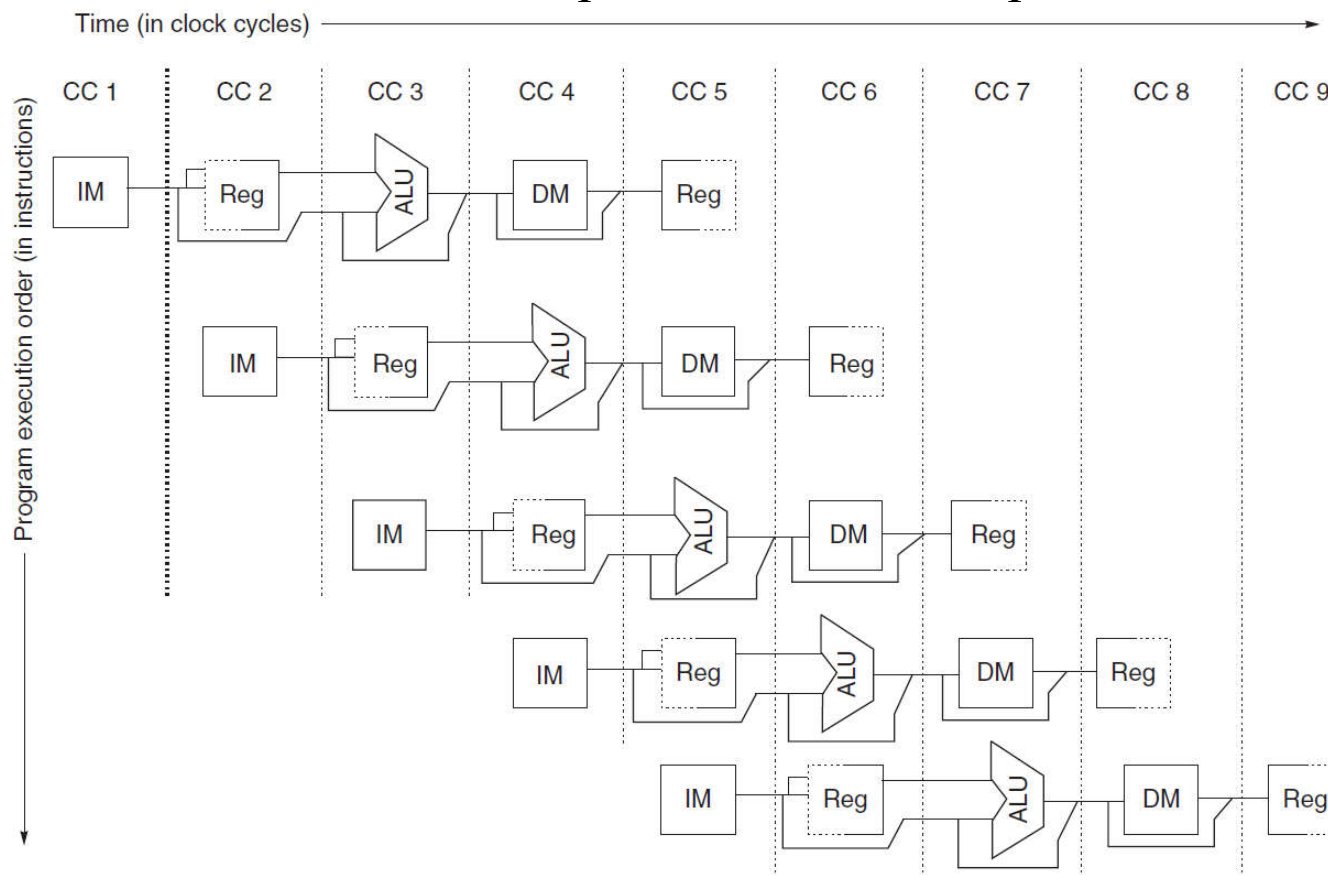 Time (in clock cycles)
CC 1 CC 2 CC 3 CC 4 CC 5 CC 6 CC 7 CC 8 CC 9
Program execution order (in instructions)
IM Reg ALU DM Reg
IM Reg ALU DM Reg
IM Reg ALU DM Reg
IM Reg ALU DM Reg
IM Reg ALU DM Reg